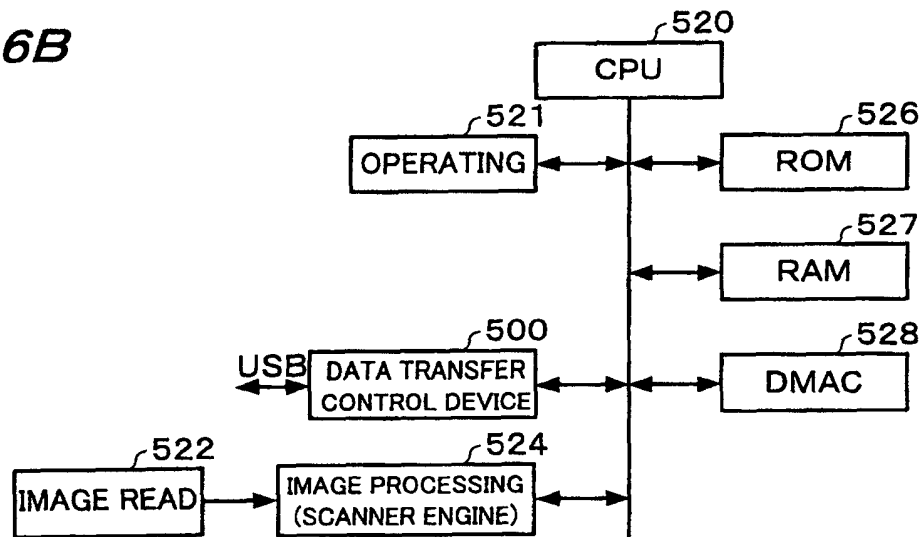 6B
520
CPU
521
526
OPERATING
ROM
527
RAM
500
528
USB
DATA TRANSFER
CONTROL DEVICE
DMAC
522
524
IMAGE READ
IMAGE PROCESSING
(SCANNER ENGINE)